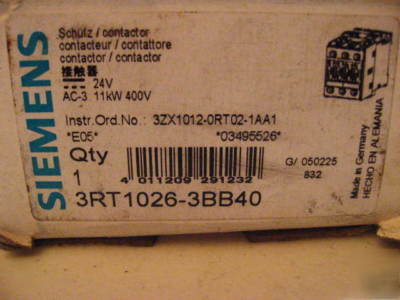 SIEMENS
Schütz / contactor
contacteur / contattore
contactor / contactor
接触器
24V
AC-3 11kW 400V
Instr.Ord.No.: 3ZX1012-0RT02-1AA1
*E05* *03495526*
Qty
1
G/ 050225
832
4 011209 291232
3RT1026-3BB40
Made in Germany
HECHO EN ALEMANIA